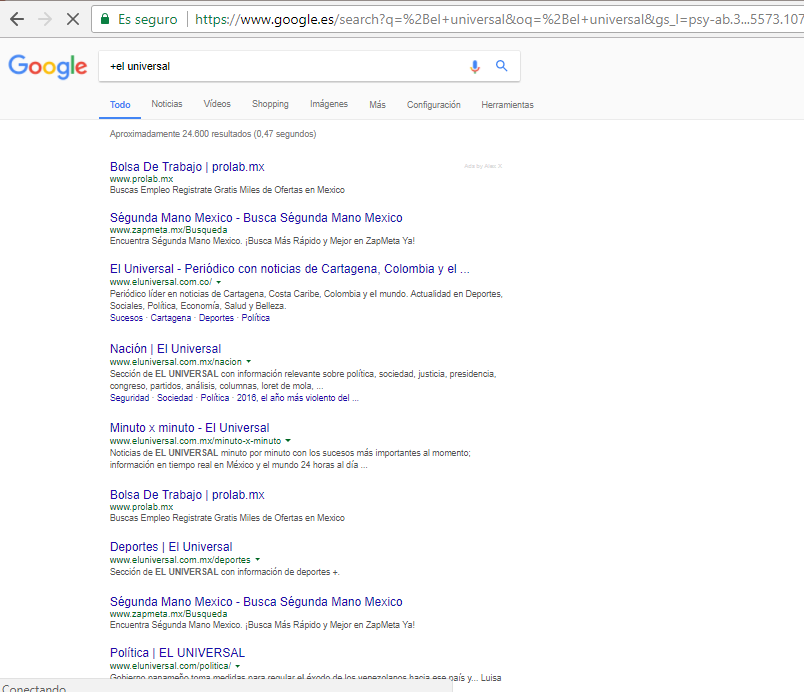 Es seguro https://www.google.es/search?q=%2Bel+universal&oq=%2Bel+universal&gs_l=psy-ab.3...5573.107
Google +el universal
Todo Noticias Vídeos Shopping Imágenes Más Configuración Herramientas
Aproximadamente 24.600 resultados (0,47 segundos)
Bolsa De Trabajo | prolab.mx
Ads by Alex X
www.prolab.mx
Buscas Empleo Registrate Gratis Miles de Ofertas en Mexico
Ségunda Mano Mexico - Busca Ségunda Mano Mexico
www.zapmeta.mx/Busqueda
Encuentra Ségunda Mano Mexico. ¡Busca Más Rápido y Mejor en ZapMeta Ya!
El Universal - Periódico con noticias de Cartagena, Colombia y el ...
www.eluniversal.com.co/
Periódico líder en noticias de Cartagena, Costa Caribe, Colombia y el mundo. Actualidad en Deportes,
Sociales, Política, Economía, Salud y Belleza.
Sucesos · Cartagena · Deportes · Política
Nación | El Universal
www.eluniversal.com.mx/nacion
Sección de EL UNIVERSAL con información relevante sobre política, sociedad, justicia, presidencia,
congreso, partidos, análisis, columnas, loret de mola, ...
Seguridad · Sociedad · Política · 2016, el año más violento del ...
Minuto x minuto - El Universal
www.eluniversal.com.mx/minuto-x-minuto
Noticias de EL UNIVERSAL minuto por minuto con los sucesos más importantes al momento;
información en tiempo real en México y el mundo 24 horas al día ...
Bolsa De Trabajo | prolab.mx
www.prolab.mx
Buscas Empleo Registrate Gratis Miles de Ofertas en Mexico
Deportes | El Universal
www.eluniversal.com.mx/deportes
Sección de EL UNIVERSAL con información de deportes +.
Ségunda Mano Mexico - Busca Ségunda Mano Mexico
www.zapmeta.mx/Busqueda
Encuentra Ségunda Mano Mexico. ¡Busca Más Rápido y Mejor en ZapMeta Ya!
Política | EL UNIVERSAL
www.eluniversal.com/politica/
Gobierno panameño toma medidas para regular el éxodo de los venezolanos hacia ese país y... Luisa
Conectando